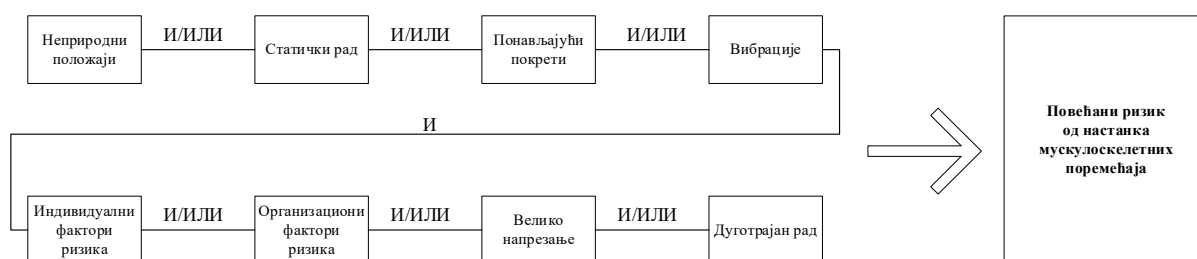 Неприродни
положаји
И/ИЛИ
Статички рад
И/ИЛИ
Понављајући
покрети
И/ИЛИ
Вибрације
И
Индивидуални
фактори
ризика
И/ИЛИ
Организациони
фактори
ризика
И/ИЛИ
Велико
напрезање
И/ИЛИ
Дуготрајан рад
Повећани ризик
од настанка
мускулоскелетних
поремећаја